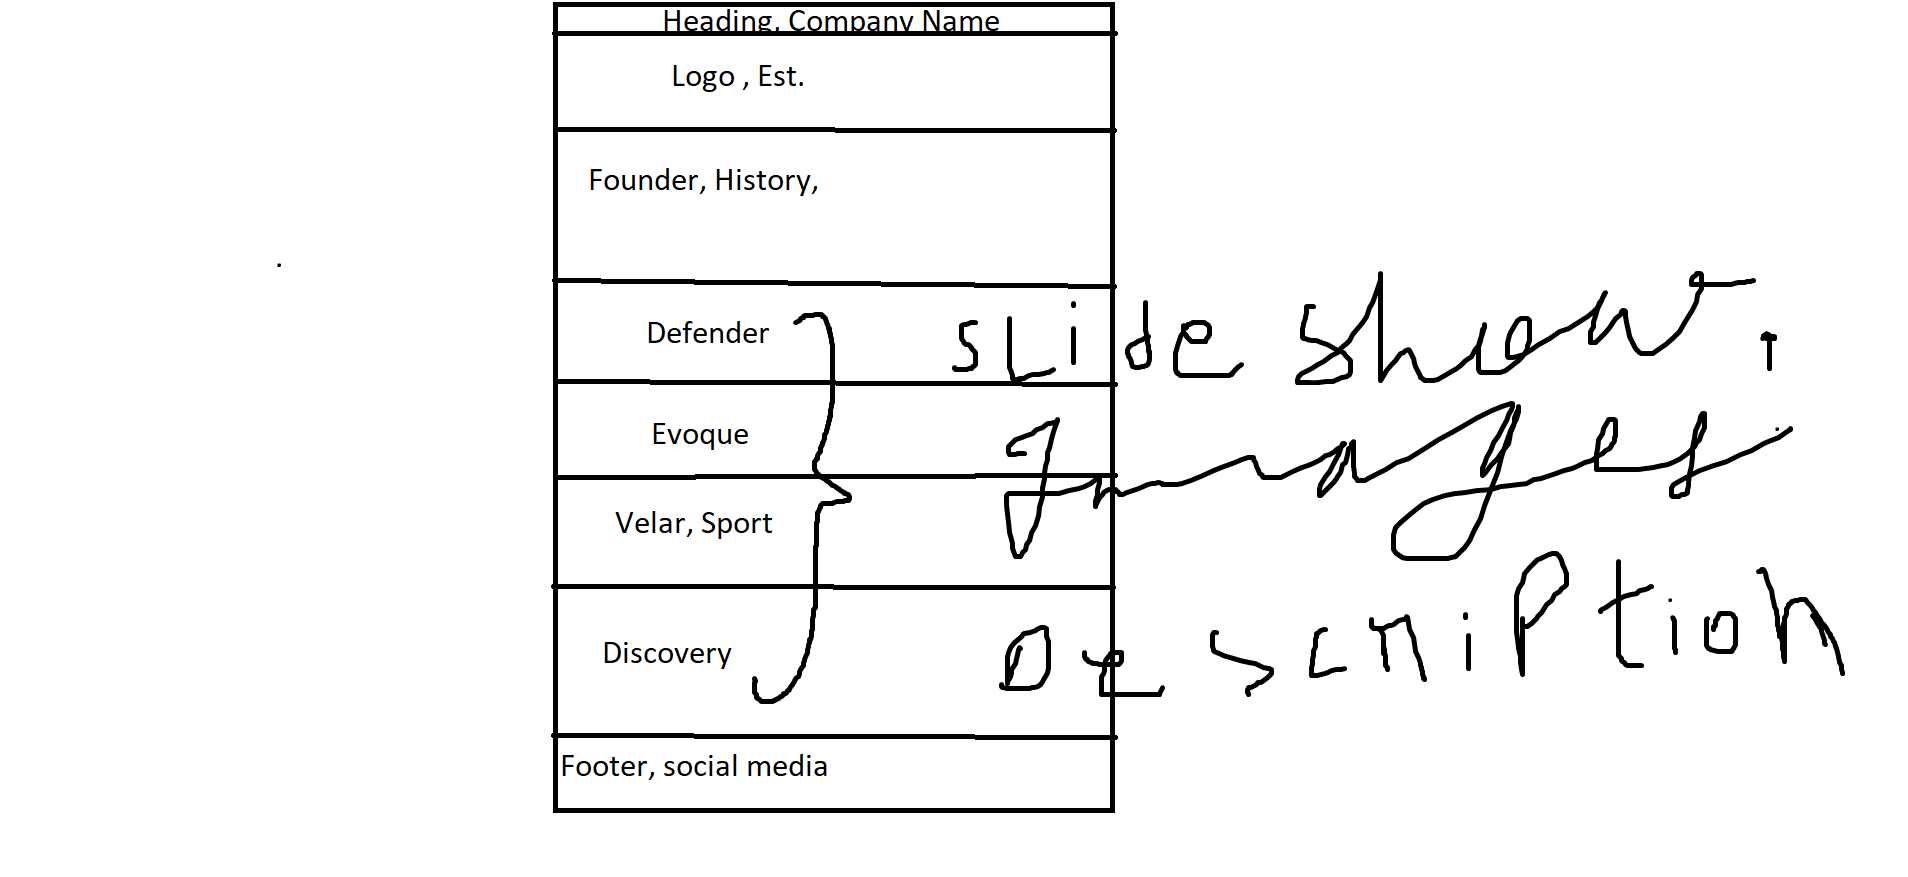 Heading, Company Name
Logo , Est.
Founder, History,
Defender
slide show,
Evoque
Images
Velar, Sport
Discovery
Description
Footer, social media